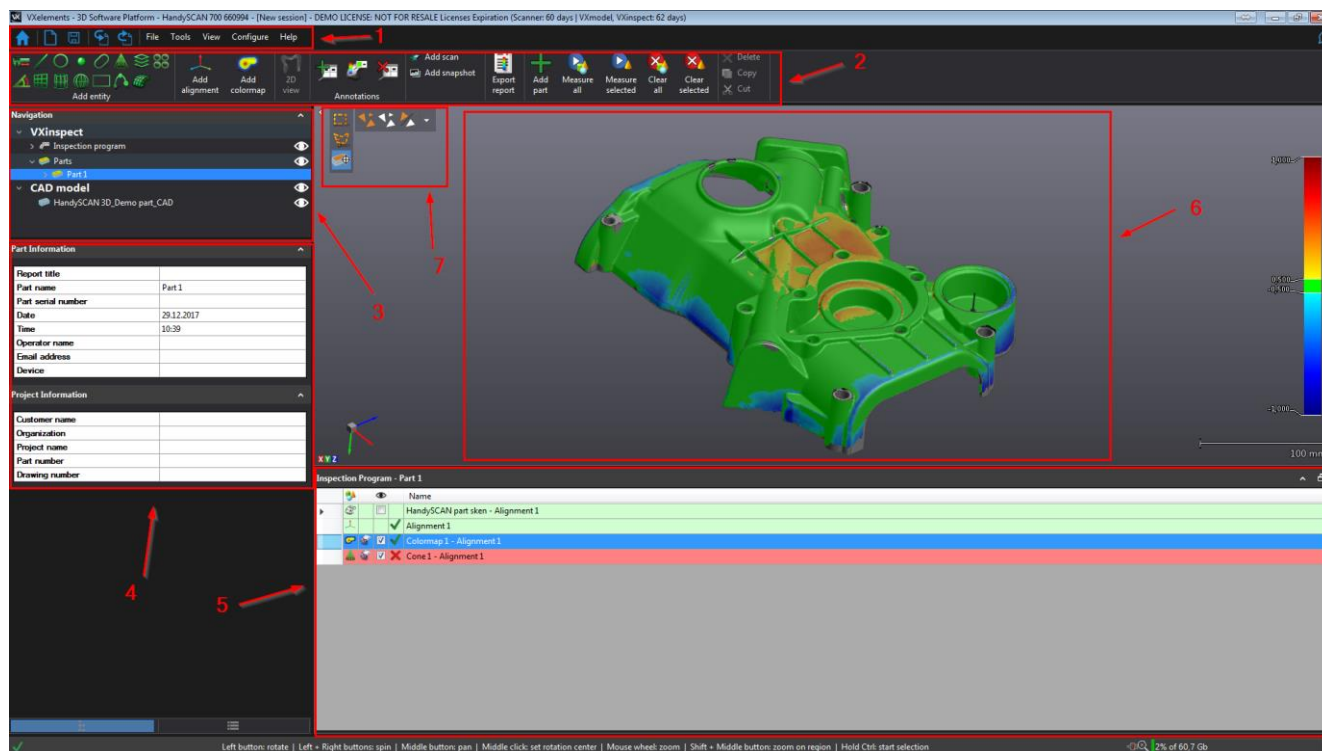 VXelements - 3D Software Platform - HandySCAN 700 660994 - [New session] - DEMO LICENSE: NOT FOR RESALE Licenses Expiration (Scanner: 60 days | VXmodel, VXinspect: 62 days)
File Tools View Configure Help
1
Add entity
Add alignment
Add colormap
2D view
Annotations
Add scan
Add snapshot
Export report
Add part
Measure all
Measure selected
Clear all
Clear selected
Delete
Copy
Cut
2
Navigation
VXinspect
Inspection program
Parts
Part 1
CAD model
HandySCAN 3D_Demo part_CAD
3
Part Information
Report title
Part name Part 1
Part serial number
Date 29.12.2017
Time 10:39
Operator name
Email address
Device
Project Information
Customer name
Organization
Project name
Part number
Drawing number
4
7
6
1,000
0,500
-0,500
-1,000
100 mm
X Y Z
Inspection Program - Part 1
Name
HandySCAN part sken - Alignment 1
Alignment 1
Colormap 1 - Alignment 1
Cone 1 - Alignment 1
5
Left button: rotate | Left + Right buttons: spin | Middle button: pan | Middle click: set rotation center | Mouse wheel: zoom | Shift + Middle button: zoom on region | Hold Ctrl: start selection
2% of 60.7 Gb